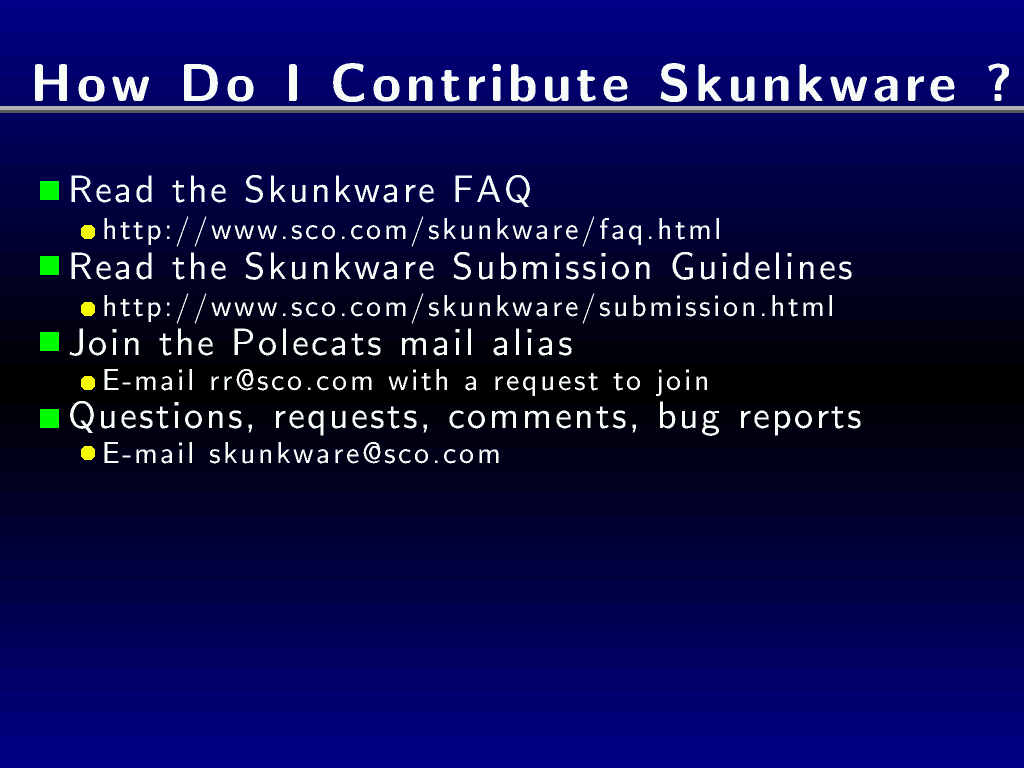 How Do I Contribute Skunkware ?
Read the Skunkware FAQ
http://www.sco.com/skunkware/faq.html
Read the Skunkware Submission Guidelines
http://www.sco.com/skunkware/submission.html
Join the Polecats mail alias
E-mail rr@sco.com with a request to join
Questions, requests, comments, bug reports
E-mail skunkware@sco.com